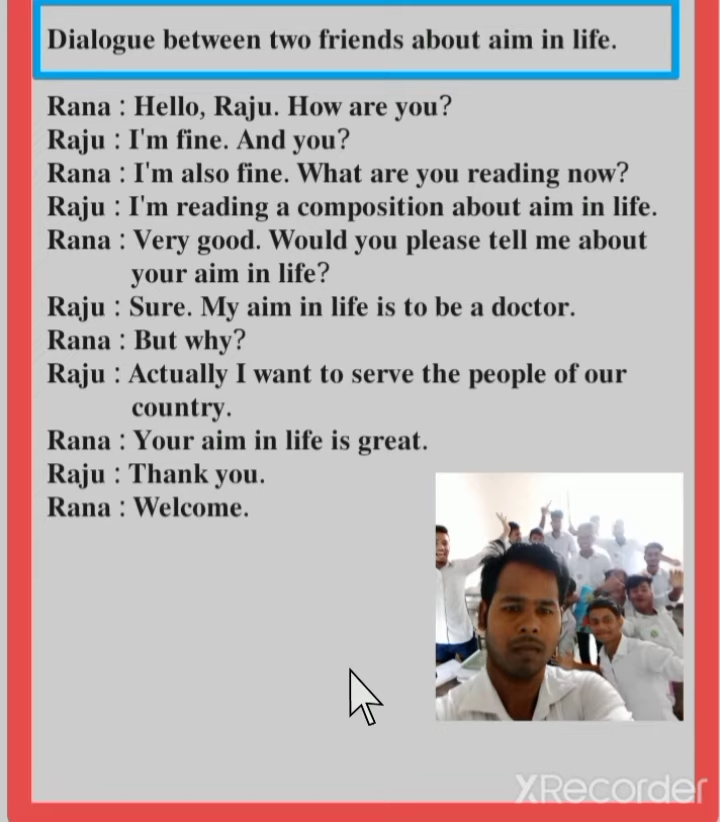 Dialogue between two friends about aim in life.
Rana : Hello, Raju. How are you?
Raju : I'm fine. And you?
Rana : I'm also fine. What are you reading now?
Raju : I'm reading a composition about aim in life.
Rana : Very good. Would you please tell me about
your aim in life?
Raju : Sure. My aim in life is to be a doctor.
Rana : But why?
Raju : Actually I want to serve the people of our
country.
Rana : Your aim in life is great.
Raju : Thank you.
Rana : Welcome.
XRecorder